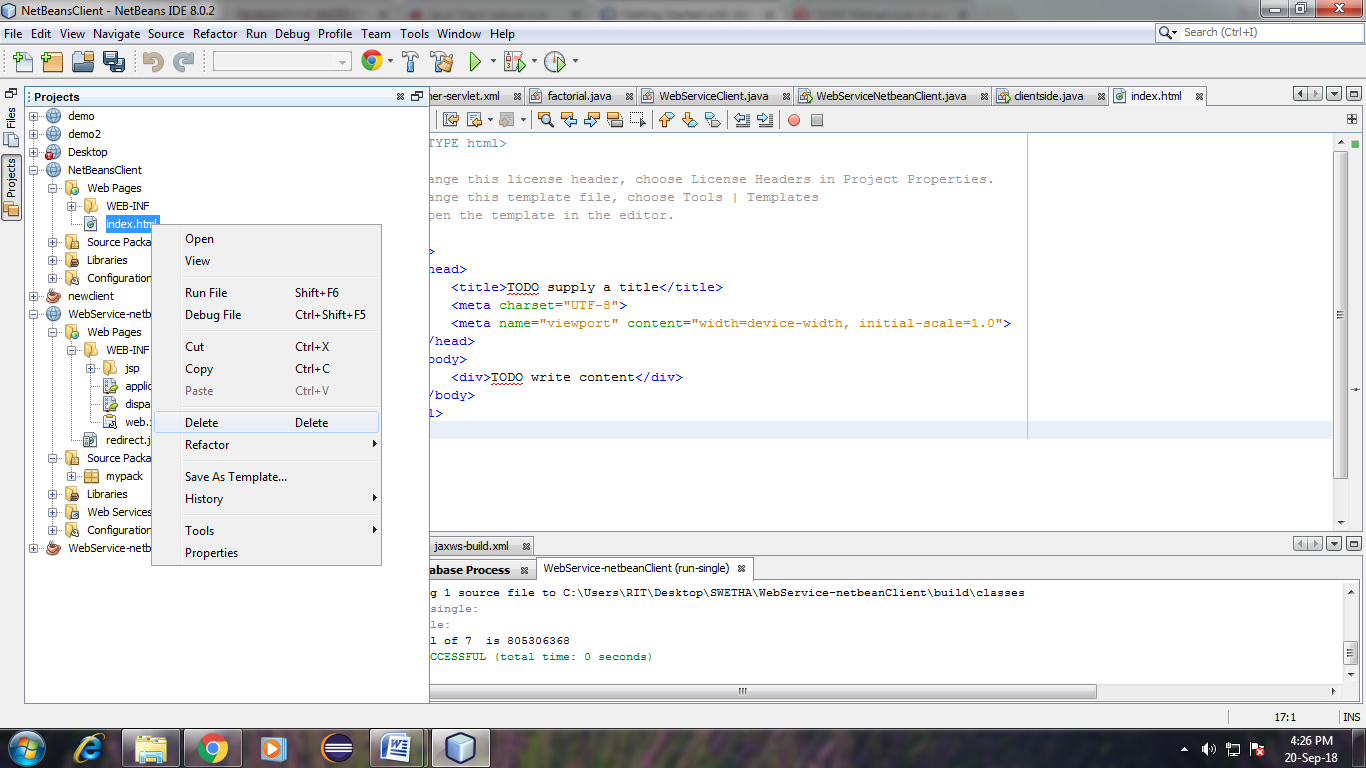 NetBeansClient - NetBeans IDE 8.0.2
File Edit View Navigate Source Refactor Run Debug Profile Team Tools Window Help
Search (Ctrl+I)
Files
Projects
Projects
demo
demo2
Desktop
NetBeansClient
Web Pages
WEB-INF
index.html
Source Packa
Libraries
Configuration
newclient
WebService-netb
Web Pages
WEB-INF
jsp
applic
dispa
web.
redirect.j
Source Packa
mypack
Libraries
Web Services
Configuration
WebService-netb
Open
View
Run File Shift+F6
Debug File Ctrl+Shift+F5
Cut Ctrl+X
Copy Ctrl+C
Paste Ctrl+V
Delete Delete
Refactor
Save As Template...
History
Tools
Properties
her-servlet.xml factorial.java WebServiceClient.java WebServiceNetbeanClient.java clientside.java index.html
TYPE html>
ange this license header, choose License Headers in Project Properties.
ange this template file, choose Tools | Templates
pen the template in the editor.
>
head>
<title>TODO supply a title</title>
<meta charset="UTF-8">
<meta name="viewport" content="width=device-width, initial-scale=1.0">
/head>
body>
<div>TODO write content</div>
/body>
l>
jaxws-build.xml
abase Process WebService-netbeanClient (run-single)
g 1 source file to C:\Users\RIT\Desktop\SWETHA\WebService-netbeanClient\build\classes
single:
le:
l of 7  is 805306368
CCESSFUL (total time: 0 seconds)
17:1 INS
4:26 PM
20-Sep-18